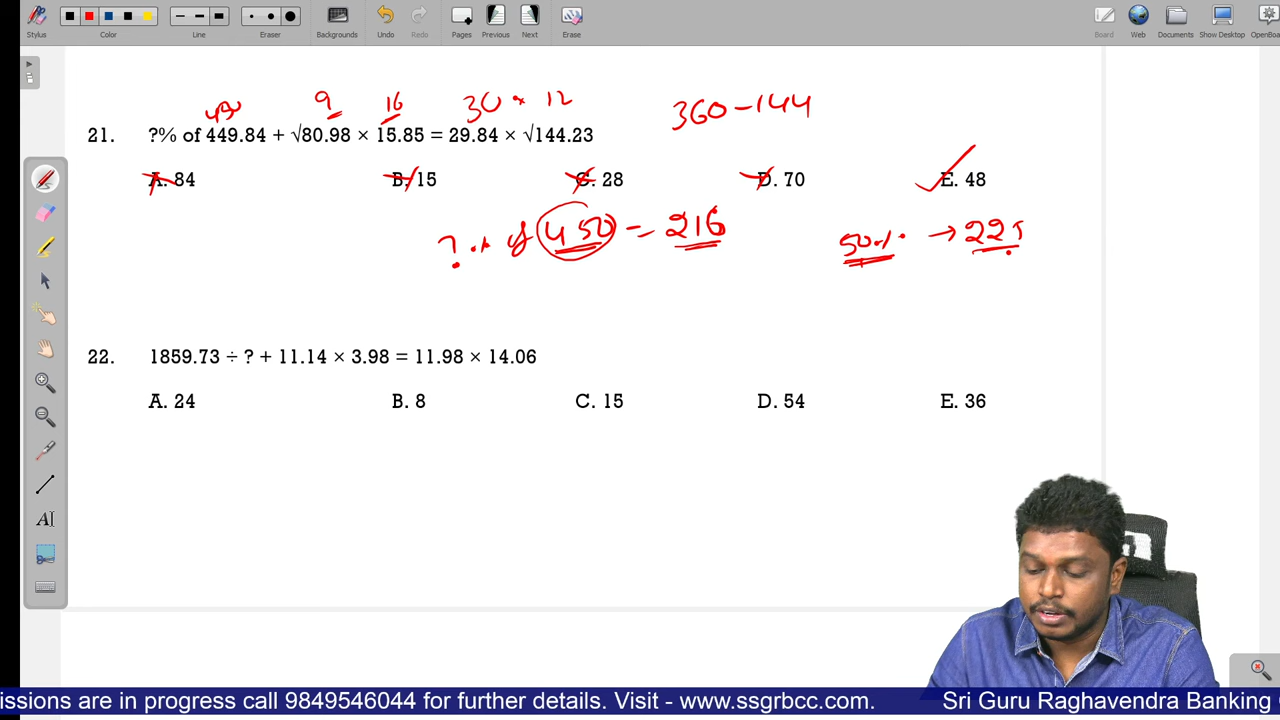 Stylus Color Line Eraser Backgrounds Undo Redo Pages Previous Next Erase Board Web Documents Show Desktop OpenBoa
450 9 16 30 * 12 360 - 144
21. ?% of 449.84 + √80.98 × 15.85 = 29.84 × √144.23
A. 84 B. 15 C. 28 D. 70 E. 48
? % of 450 = 216 50% → 225
22. 1859.73 ÷ ? + 11.14 × 3.98 = 11.98 × 14.06
A. 24 B. 8 C. 15 D. 54 E. 36
issions are in progress call 9849546044 for further details. Visit - www.ssgrbcc.com. Sri Guru Raghavendra Banking